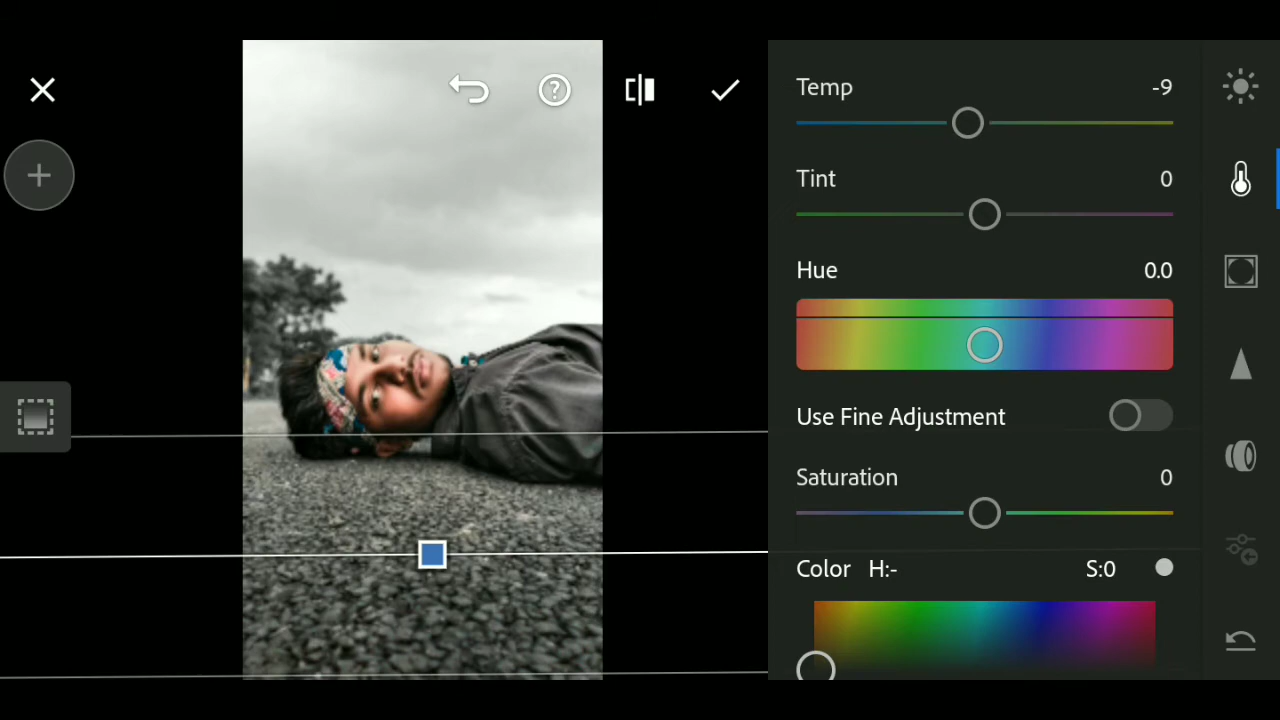 Temp -9
Tint 0
Hue 0.0
Use Fine Adjustment
Saturation 0
Color H:- S:0